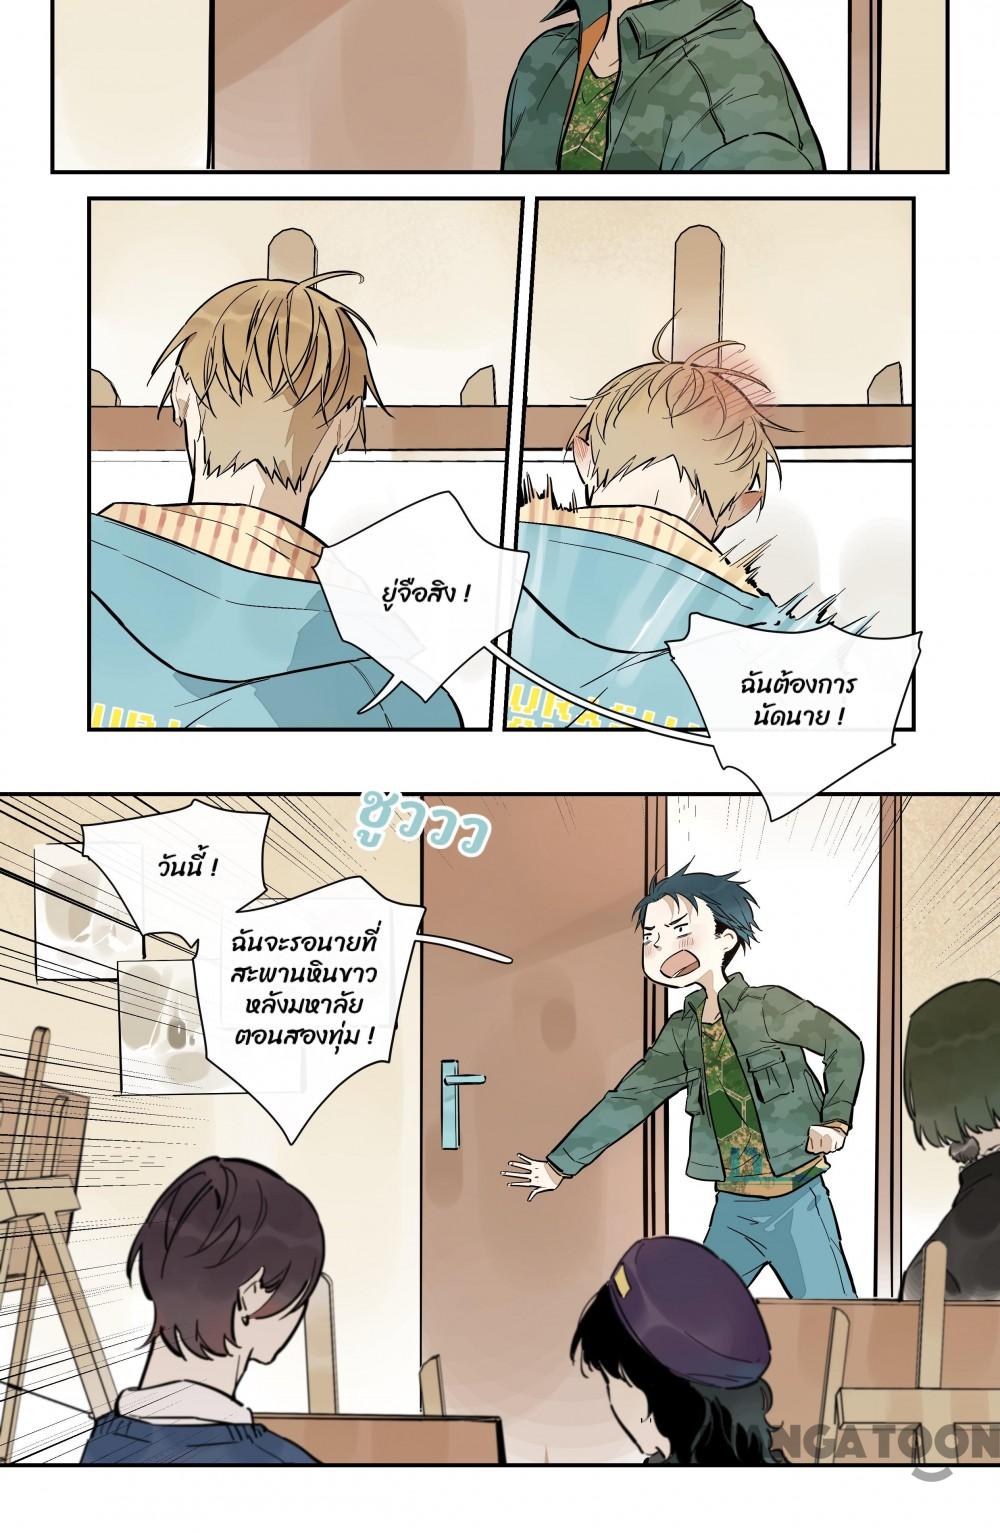 ยู่จือสิง !
ฉันต้องการ
นัดนาย !
ชูววว
วันนี้ !
ฉันจะรอนายที่
สะพานหินขาว
หลังมหาลัย
ตอนสองทุ่ม !
MANGATOON